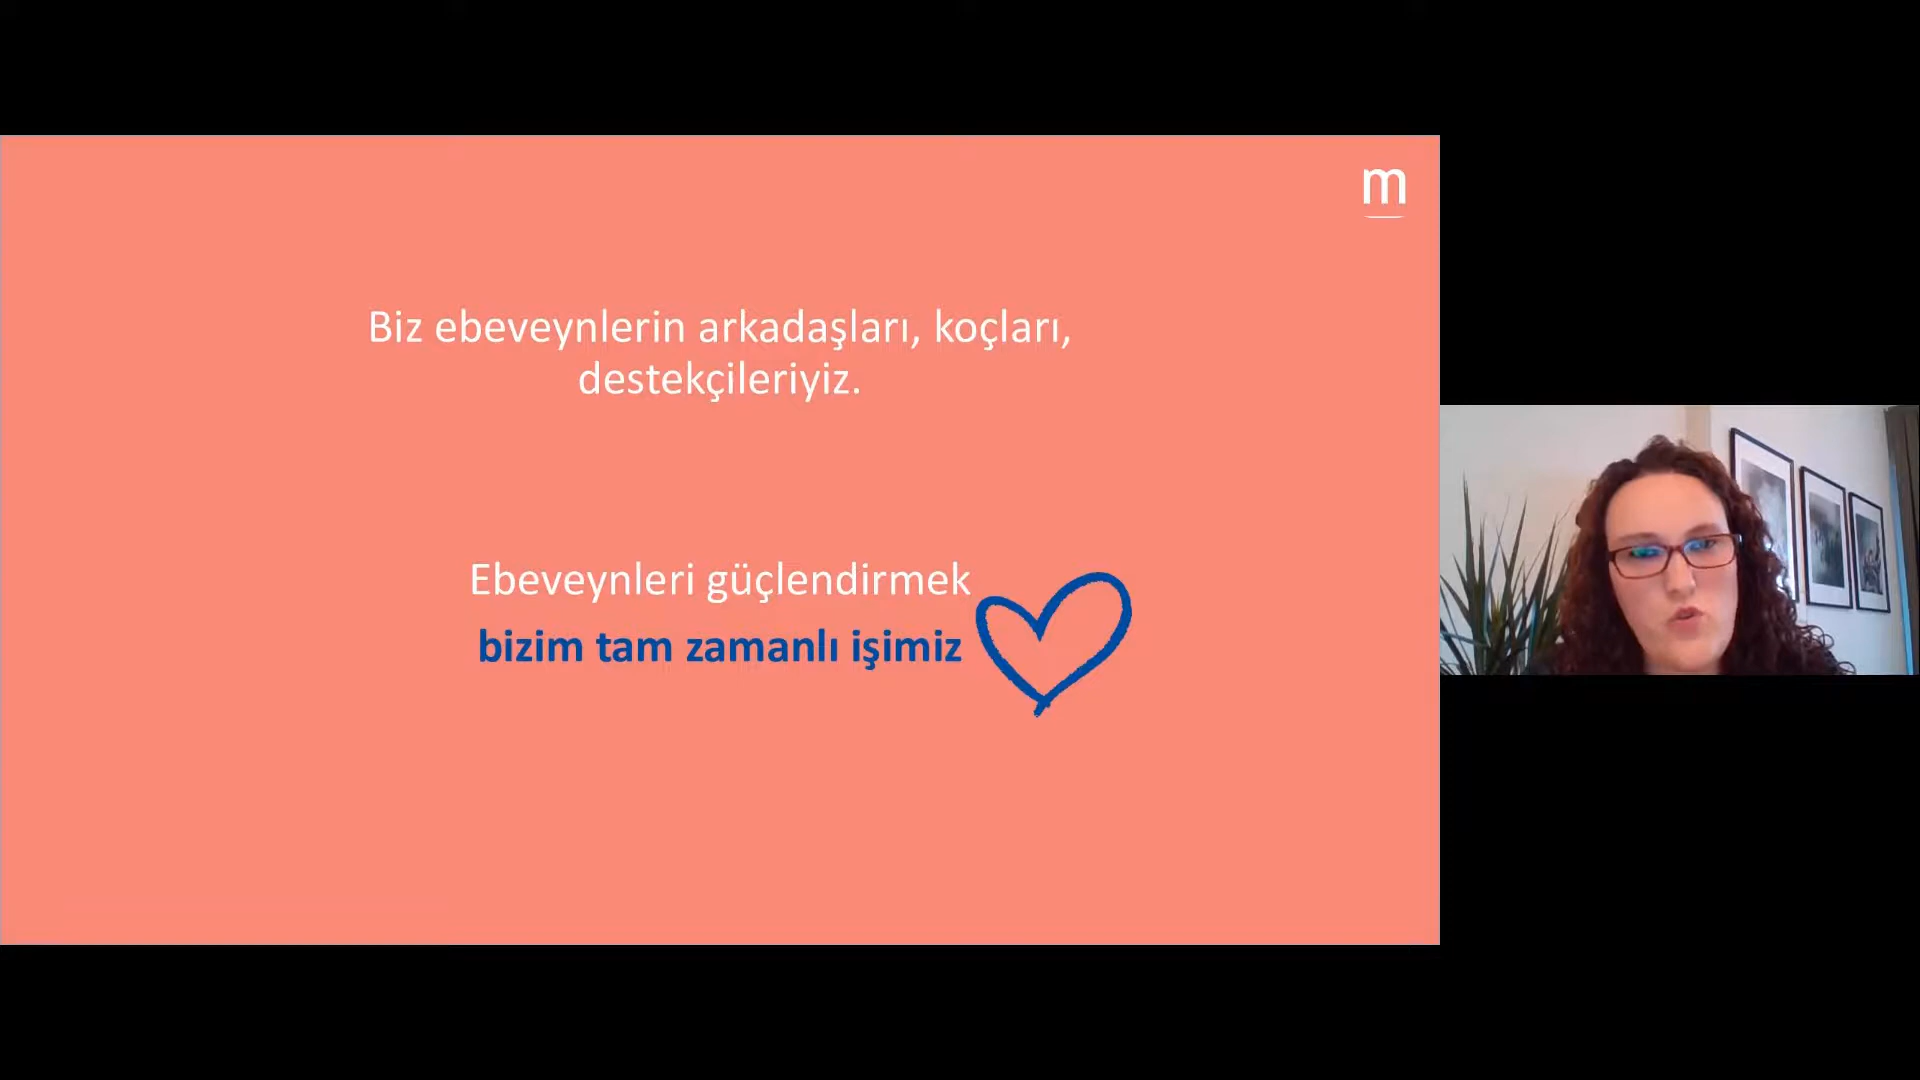 m
Biz ebeveynlerin arkadaşları, koçları,
destekçileriyiz.
Ebeveynleri güçlendirmek
bizim tam zamanlı işimiz